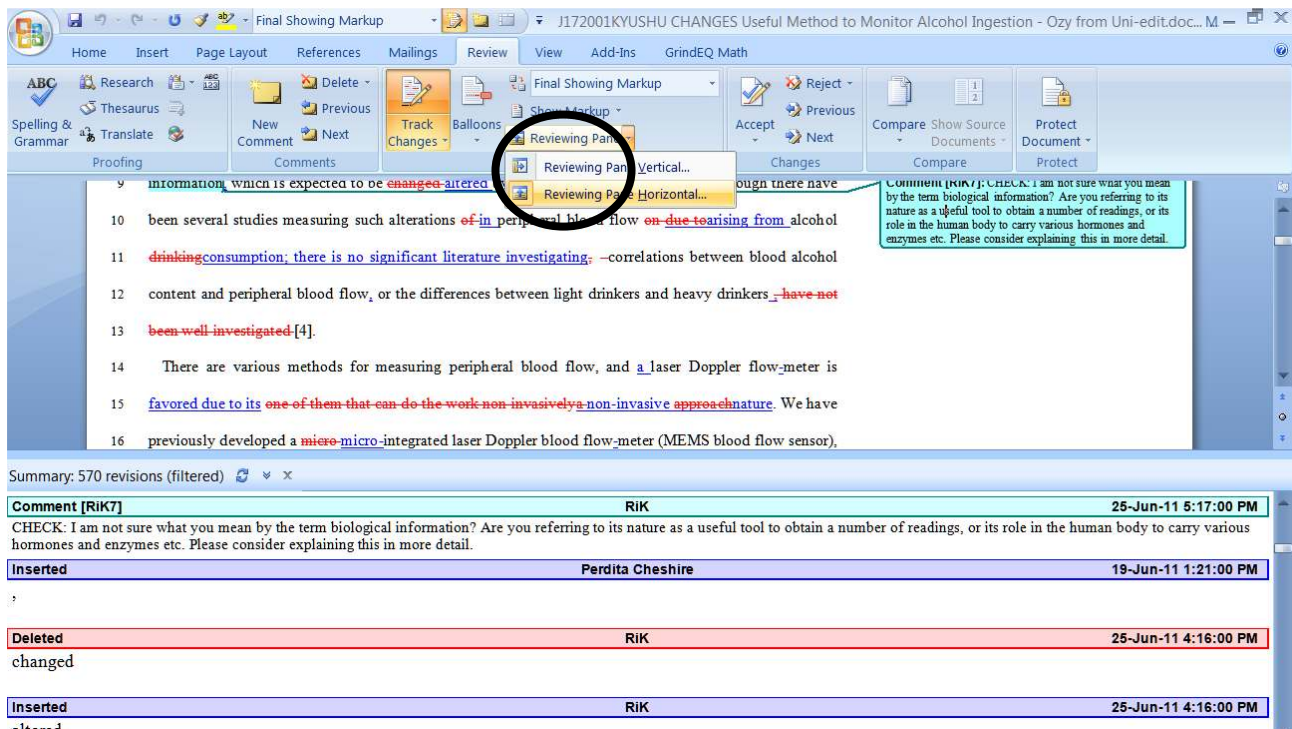 Final Showing Markup
J172001KYUSHU CHANGES Useful Method to Monitor Alcohol Ingestion - Ozy from Uni-edit.doc... M
Home Insert Page Layout References Mailings Review View Add-Ins GrindEQ Math
ABC Spelling & Grammar
Research
Thesaurus
Translate
ABC 123
Proofing
New Comment
Delete
Previous
Next
Comments
Track Changes
Balloons
Final Showing Markup
Show Markup
Reviewing Pane
Reviewing Pane Vertical...
Reviewing Pane Horizontal...
Accept
Reject
Previous
Next
Changes
Compare
Show Source Documents
Compare
Protect Document
Protect
9 information, which is expected to be changed altered ough there have
10 been several studies measuring such alterations of in peripheral blood flow on due toarising from alcohol
11 drinkingconsumption; there is no significant literature investigating, –correlations between blood alcohol
12 content and peripheral blood flow, or the differences between light drinkers and heavy drinkers , have not
13 been well investigated [4].
14 There are various methods for measuring peripheral blood flow, and a laser Doppler flow-meter is
15 favored due to its one of them that can do the work non invasivelya non-invasive approachnature. We have
16 previously developed a micro micro-integrated laser Doppler blood flow-meter (MEMS blood flow sensor),
Comment [RiK7]: CHECK: I am not sure what you mean
by the term biological information? Are you referring to its
nature as a useful tool to obtain a number of readings, or its
role in the human body to carry various hormones and
enzymes etc. Please consider explaining this in more detail.
Summary: 570 revisions (filtered)
Comment [RiK7] RiK 25-Jun-11 5:17:00 PM
CHECK: I am not sure what you mean by the term biological information? Are you referring to its nature as a useful tool to obtain a number of readings, or its role in the human body to carry various
hormones and enzymes etc. Please consider explaining this in more detail.
Inserted Perdita Cheshire 19-Jun-11 1:21:00 PM
,
Deleted RiK 25-Jun-11 4:16:00 PM
changed
Inserted RiK 25-Jun-11 4:16:00 PM
altered